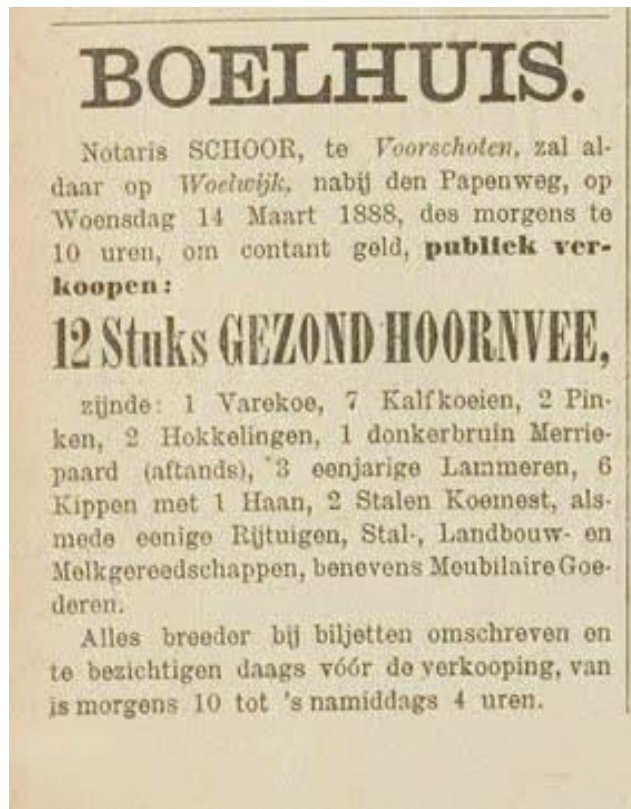 BOELHUIS.
Notaris SCHOOR, te Voorschoten, zal al-
daar op Woelwijk, nabij den Papenweg, op
Woensdag 14 Maart 1888, des morgens te
10 uren, om contant geld, publiek ver-
koopen:
12 Stuks GEZOND HOORNVEE,
zijnde: 1 Varekoe, 7 Kalfkoeien, 2 Pin-
ken, 2 Hokkelingen, 1 donkerbruin Merrie-
paard (aftands), 3 eenjarige Lammeren, 6
Kippen met 1 Haan, 2 Stalen Koemest, als-
mede eenige Rijtuigen, Stal-, Landbouw- en
Melkgereedschappen, benevens Meubilaire Goe-
deren.
Alles breeder bij biljetten omschreven en
te bezichtigen daags vóór de verkooping, van
's morgens 10 tot 's namiddags 4 uren.